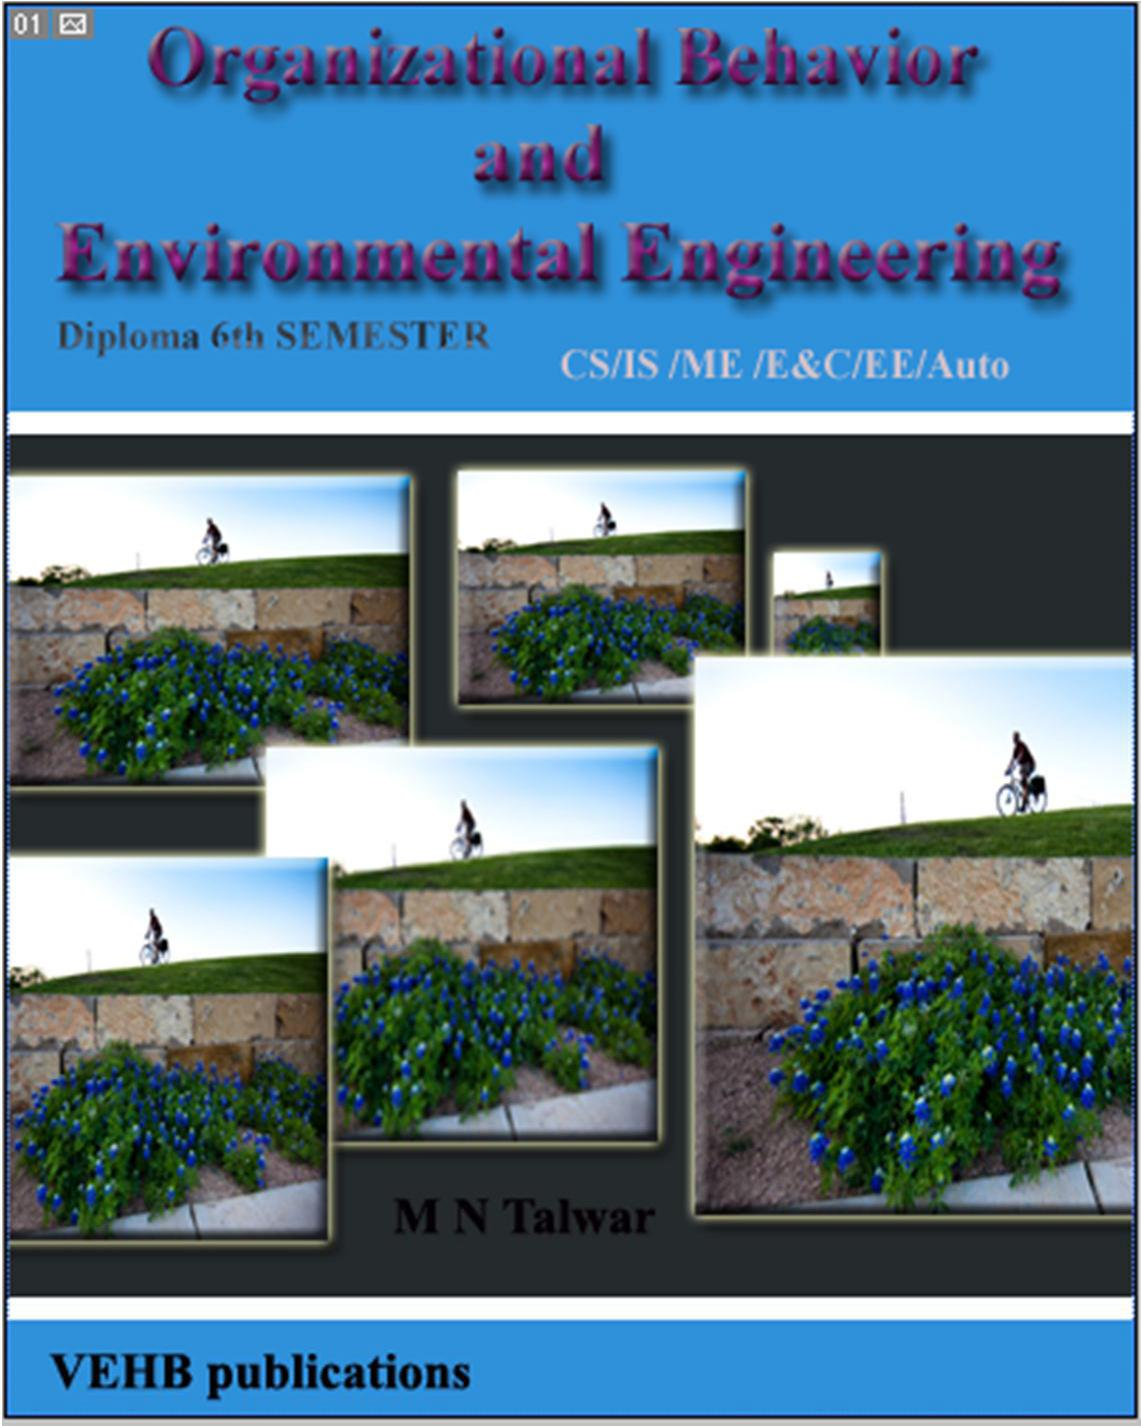 01
Organizational Behavior
and
Environmental Engineering
Diploma 6th SEMESTER
CS/IS /ME /E&C/EE/Auto
M N Talwar
VEHB publications